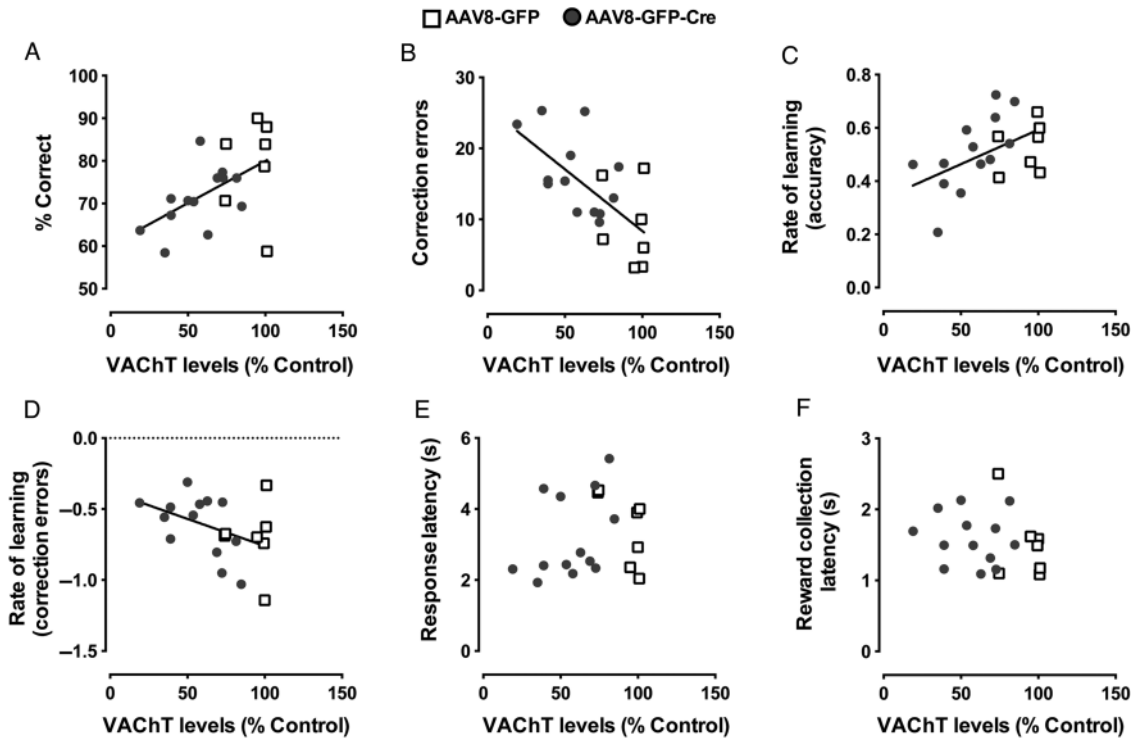 AAV8-GFP AAV8-GFP-Cre
A
% Correct
100
90
80
70
60
50
0 50 100 150
VAChT levels (% Control)
B
Correction errors
30
20
10
0
0 50 100 150
VAChT levels (% Control)
C
Rate of learning
(accuracy)
0.8
0.6
0.4
0.2
0.0
0 50 100 150
VAChT levels (% Control)
D
Rate of learning
(correction errors)
0.0
–0.5
–1.0
–1.5
0 50 100 150
VAChT levels (% Control)
E
Response latency (s)
6
4
2
0
0 50 100 150
VAChT levels (% Control)
F
Reward collection
latency (s)
3
2
1
0
0 50 100 150
VAChT levels (% Control)